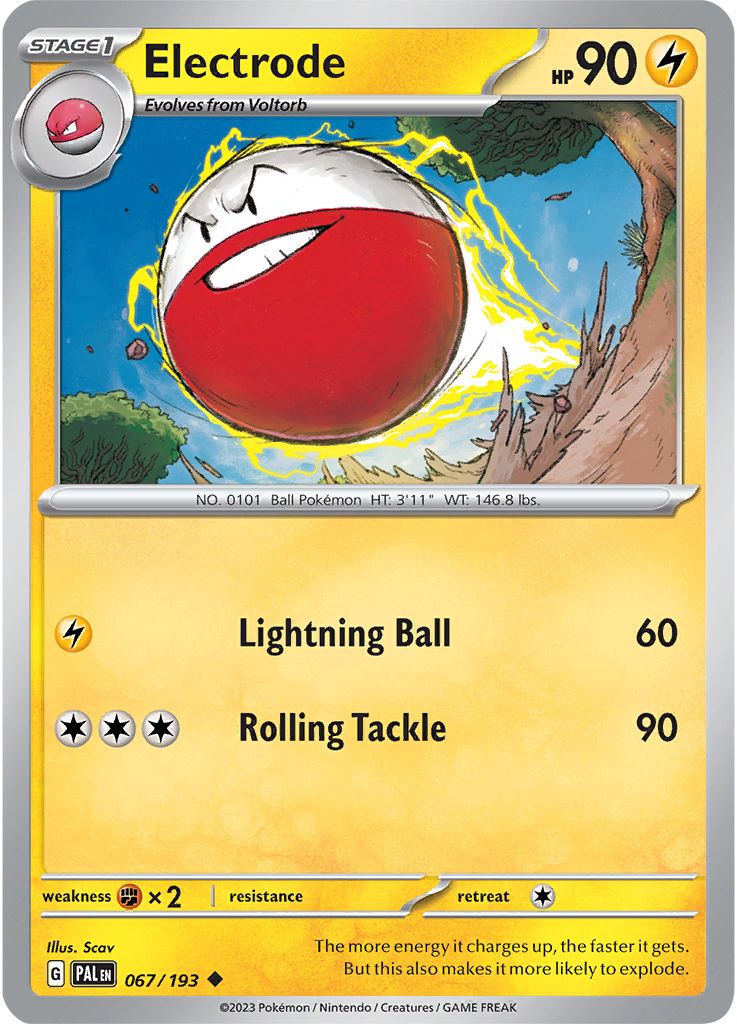 STAGE1
Electrode
HP 90
Evolves from Voltorb
NO. 0101 Ball Pokémon HT: 3'11" WT: 146.8 lbs.
Lightning Ball 60
Rolling Tackle 90
weakness ×2 resistance retreat
Illus. Scav
The more energy it charges up, the faster it gets.
But this also makes it more likely to explode.
G PAL EN 067/193
©2023 Pokémon / Nintendo / Creatures / GAME FREAK